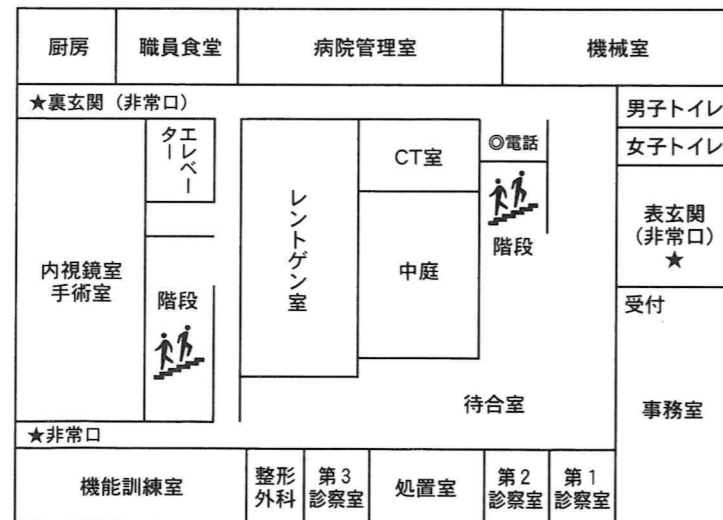 厨房
職員食堂
病院管理室
機械室
★裏玄関（非常口）
男子トイレ
エレベー
ター
CT室
◎電話
女子トイレ
レントゲン室
表玄関
（非常口）
★
階段
内視鏡室
手術室
中庭
階段
受付
待合室
事務室
★非常口
機能訓練室
整形
外科
第3
診察室
処置室
第2
診察室
第1
診察室